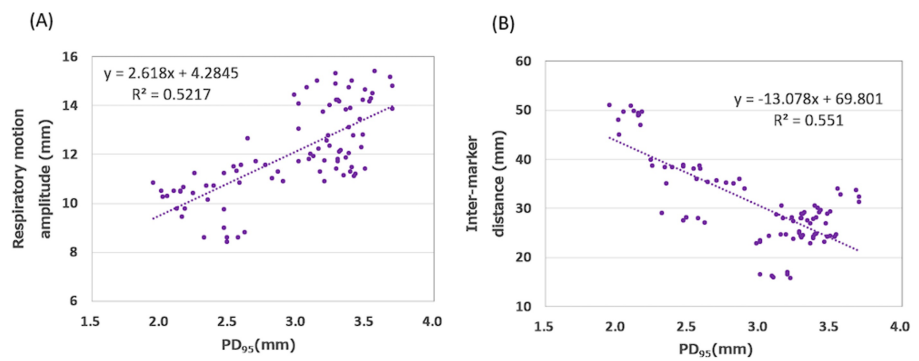 (A)
y = 2.618x + 4.2845
R² = 0.5217
Respiratory motion
amplitude (mm)
16
14
12
10
8
6
1.5 2.0 2.5 3.0 3.5 4.0
PD₉₅(mm)
(B)
y = -13.078x + 69.801
R² = 0.551
Inter-marker
distance (mm)
60
50
40
30
20
10
1.5 2.0 2.5 3.0 3.5 4.0
PD₉₅(mm)